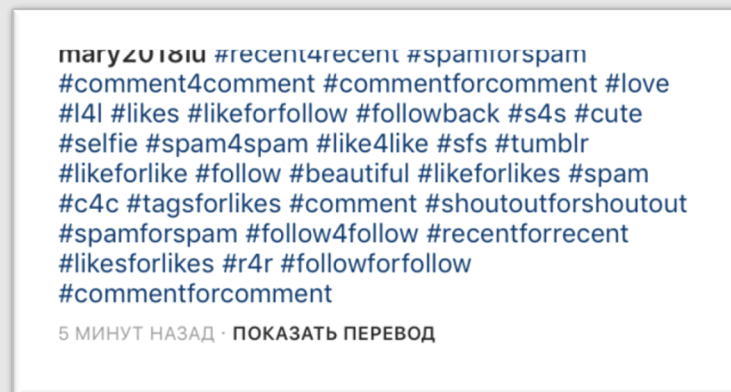 mary2018lu #recent4recent #spamforspam
#comment4comment #commentforcomment #love
#l4l #likes #likeforfollow #followback #s4s #cute
#selfie #spam4spam #like4like #sfs #tumblr
#likeforlike #follow #beautiful #likeforlikes #spam
#c4c #tagsforlikes #comment #shoutoutforshoutout
#spamforspam #follow4follow #recentforrecent
#likesforlikes #r4r #followforfollow
#commentforcomment
5 МИНУТ НАЗАД · ПОКАЗАТЬ ПЕРЕВОД